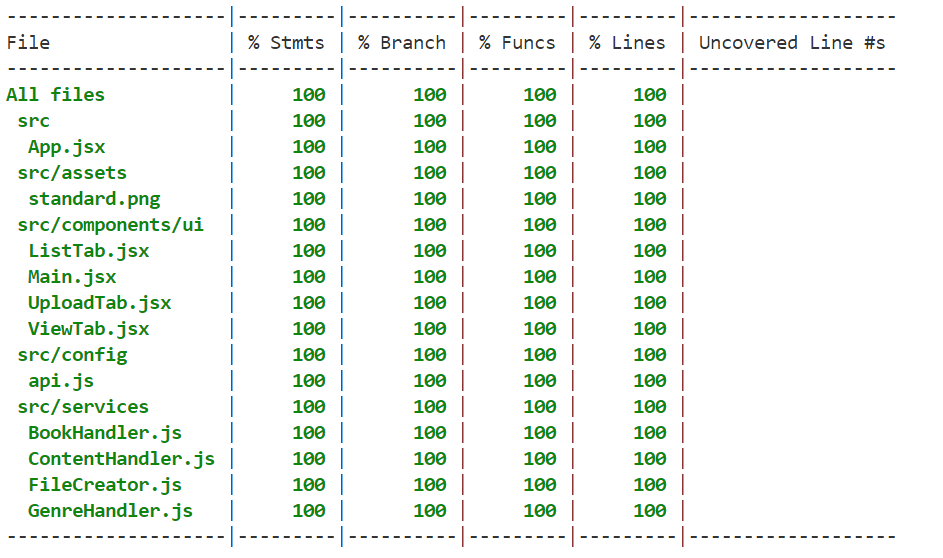 --------------------|---------|----------|---------|---------|-------------------
File                | % Stmts | % Branch | % Funcs | % Lines | Uncovered Line #s
--------------------|---------|----------|---------|---------|-------------------
All files           |     100 |      100 |     100 |     100 |
 src                |     100 |      100 |     100 |     100 |
  App.jsx           |     100 |      100 |     100 |     100 |
 src/assets         |     100 |      100 |     100 |     100 |
  standard.png      |     100 |      100 |     100 |     100 |
 src/components/ui  |     100 |      100 |     100 |     100 |
  ListTab.jsx       |     100 |      100 |     100 |     100 |
  Main.jsx          |     100 |      100 |     100 |     100 |
  UploadTab.jsx     |     100 |      100 |     100 |     100 |
  ViewTab.jsx       |     100 |      100 |     100 |     100 |
 src/config         |     100 |      100 |     100 |     100 |
  api.js            |     100 |      100 |     100 |     100 |
 src/services       |     100 |      100 |     100 |     100 |
  BookHandler.js    |     100 |      100 |     100 |     100 |
  ContentHandler.js |     100 |      100 |     100 |     100 |
  FileCreator.js    |     100 |      100 |     100 |     100 |
  GenreHandler.js   |     100 |      100 |     100 |     100 |
--------------------|---------|----------|---------|---------|-------------------